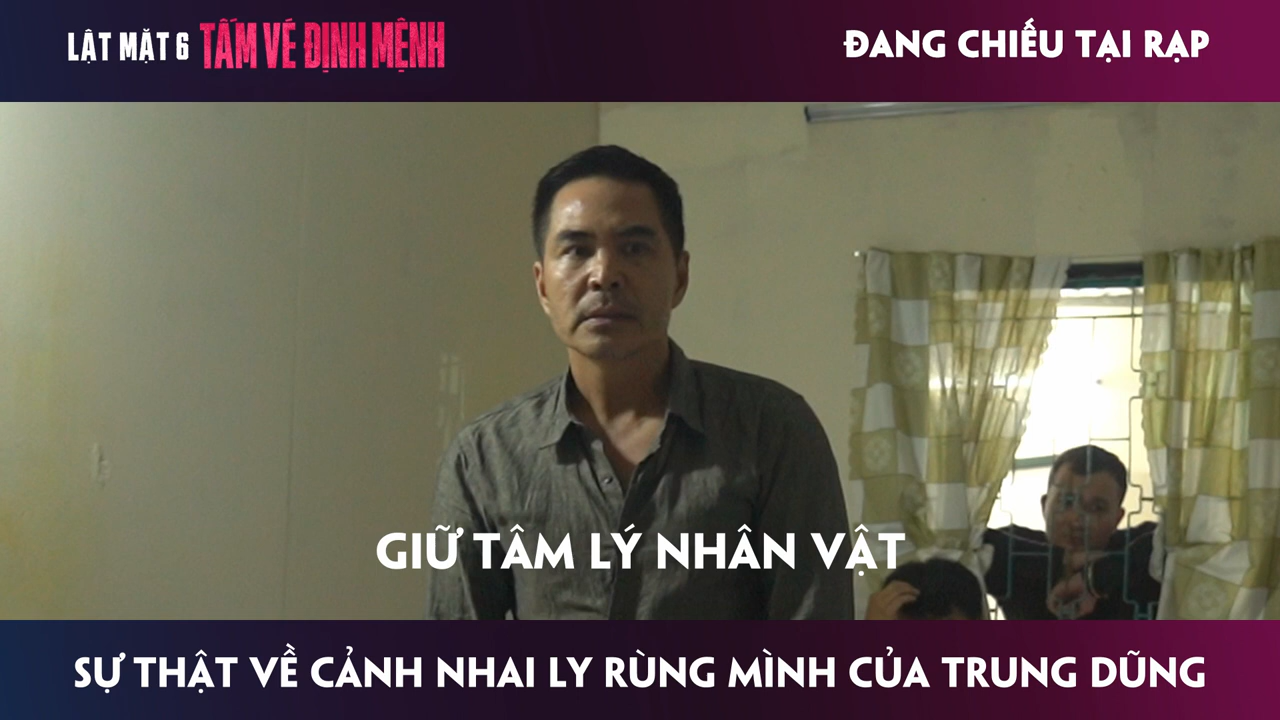 LẬT MẶT 6 TẤM VÉ ĐỊNH MỆNH
ĐANG CHIẾU TẠI RẠP
GIỮ TÂM LÝ NHÂN VẬT
SỰ THẬT VỀ CẢNH NHAI LY RÙNG MÌNH CỦA TRUNG DŨNG